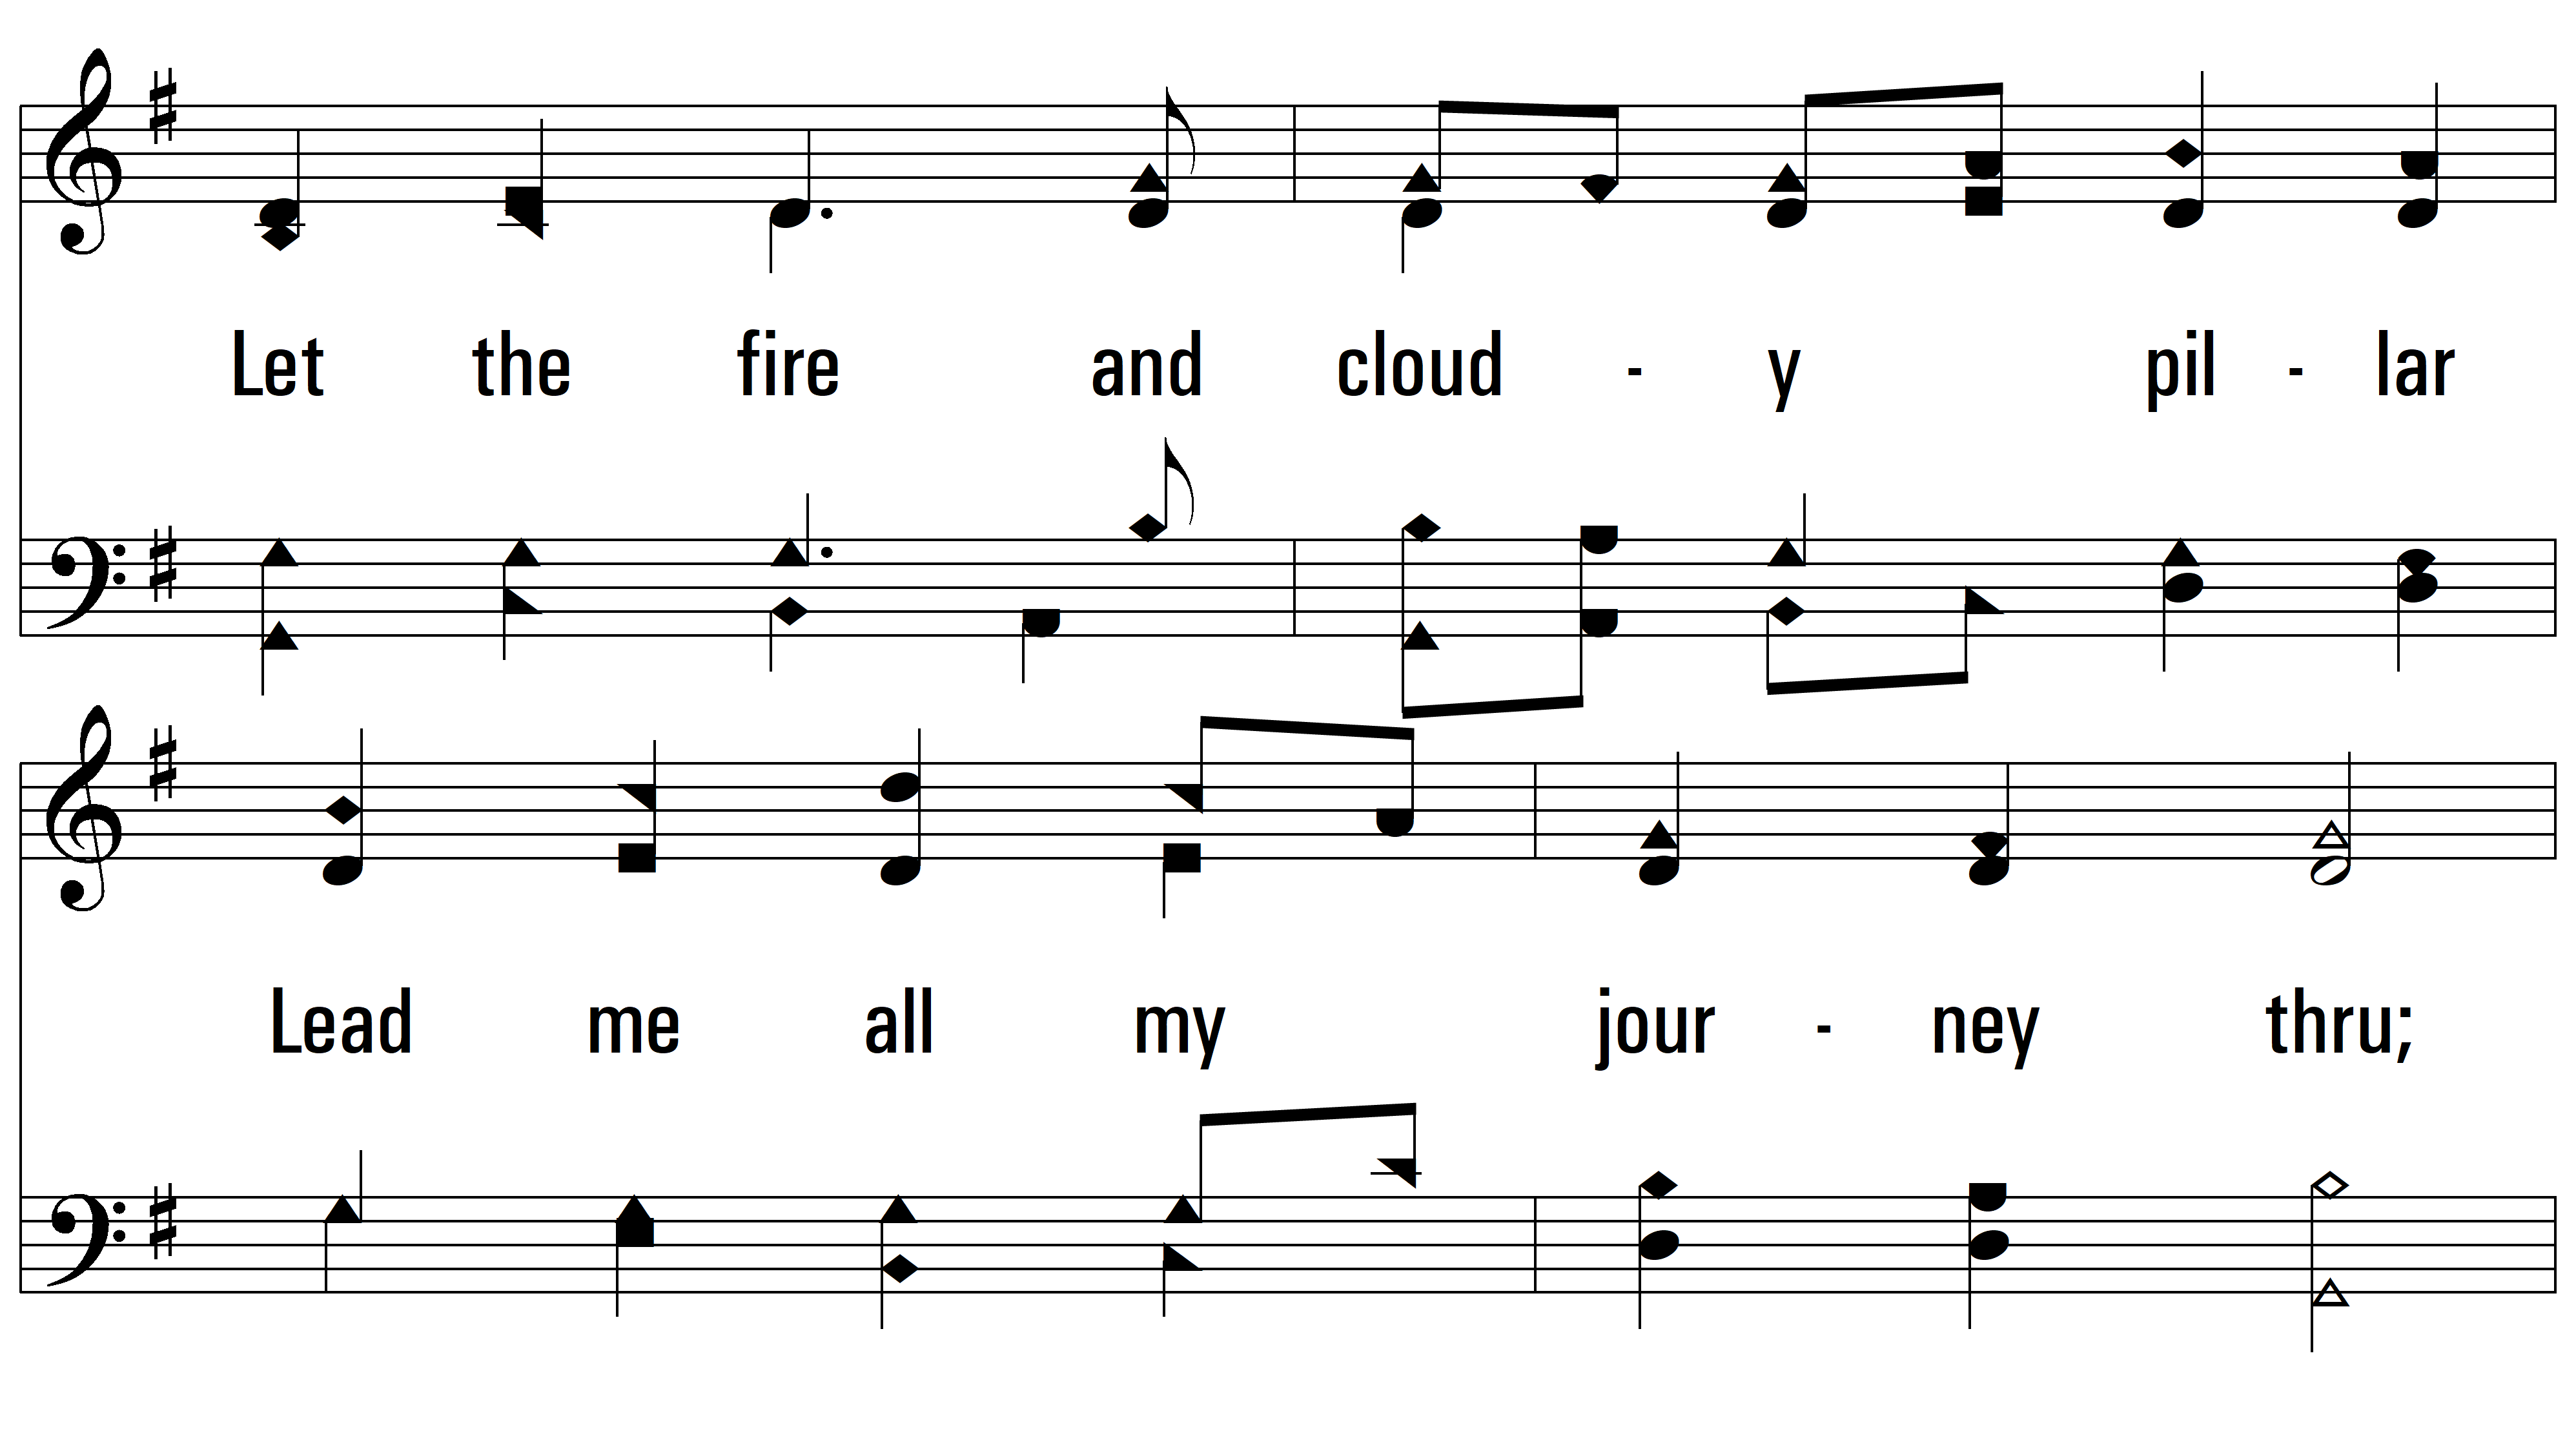 Let the fire and cloud - y pil - lar
Lead me all my jour - ney thru;